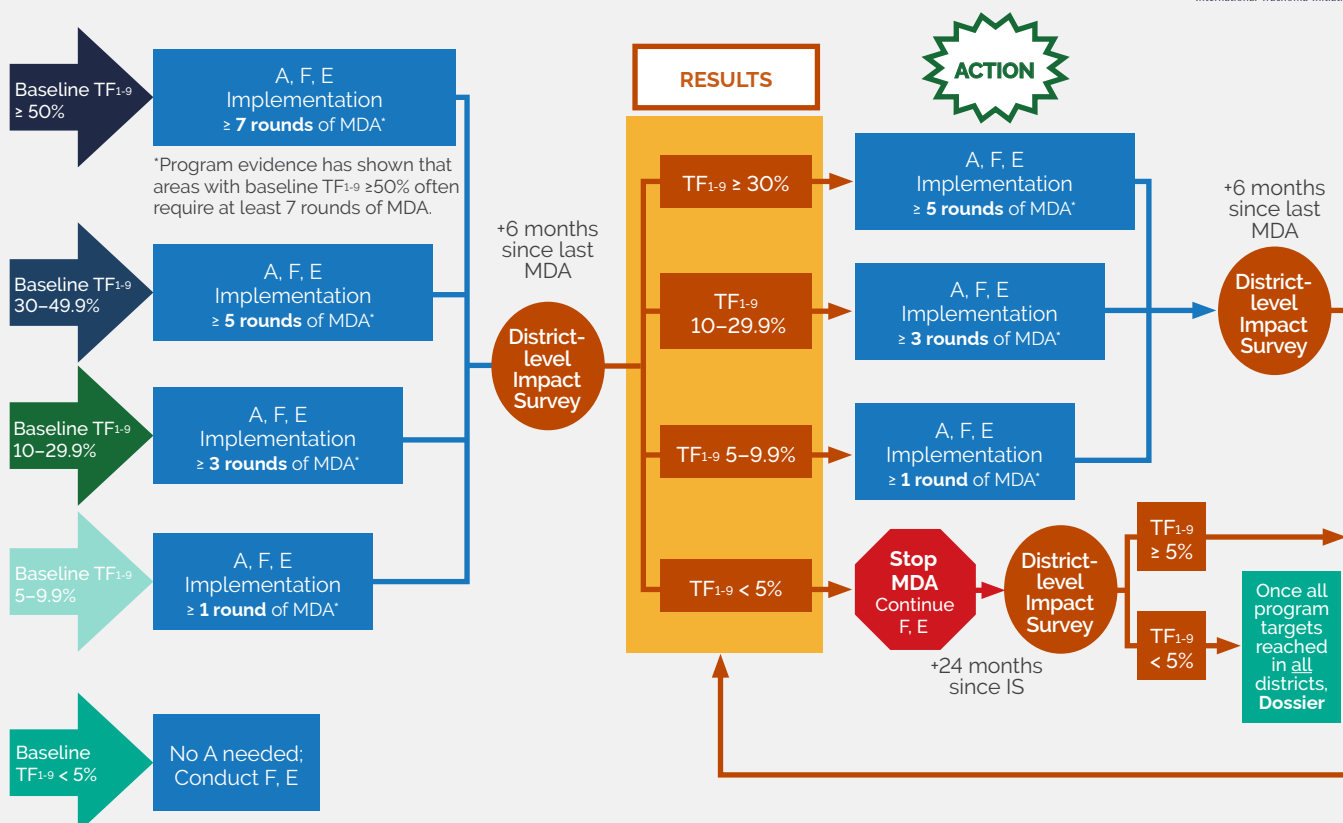 International Trachoma Initiative
Baseline TF1-9
≥ 50%
A, F, E
Implementation
≥ 7 rounds of MDA*
*Program evidence has shown that
areas with baseline TF1-9 ≥50% often
require at least 7 rounds of MDA.
Baseline TF1-9
30–49.9%
A, F, E
Implementation
≥ 5 rounds of MDA*
Baseline TF1-9
10–29.9%
A, F, E
Implementation
≥ 3 rounds of MDA*
Baseline TF1-9
5–9.9%
A, F, E
Implementation
≥ 1 round of MDA*
Baseline
TF1-9 < 5%
No A needed;
Conduct F, E
+6 months
since last
MDA
District-
level
Impact
Survey
RESULTS
TF1-9 ≥ 30%
TF1-9
10–29.9%
TF1-9 5–9.9%
TF1-9 < 5%
ACTION
A, F, E
Implementation
≥ 5 rounds of MDA*
A, F, E
Implementation
≥ 3 rounds of MDA*
A, F, E
Implementation
≥ 1 round of MDA*
Stop
MDA
Continue
F, E
+24 months
since IS
District-
level
Impact
Survey
+6 months
since last
MDA
District-
level
Impact
Survey
TF1-9
≥ 5%
TF1-9
< 5%
Once all
program
targets
reached
in all
districts,
Dossier